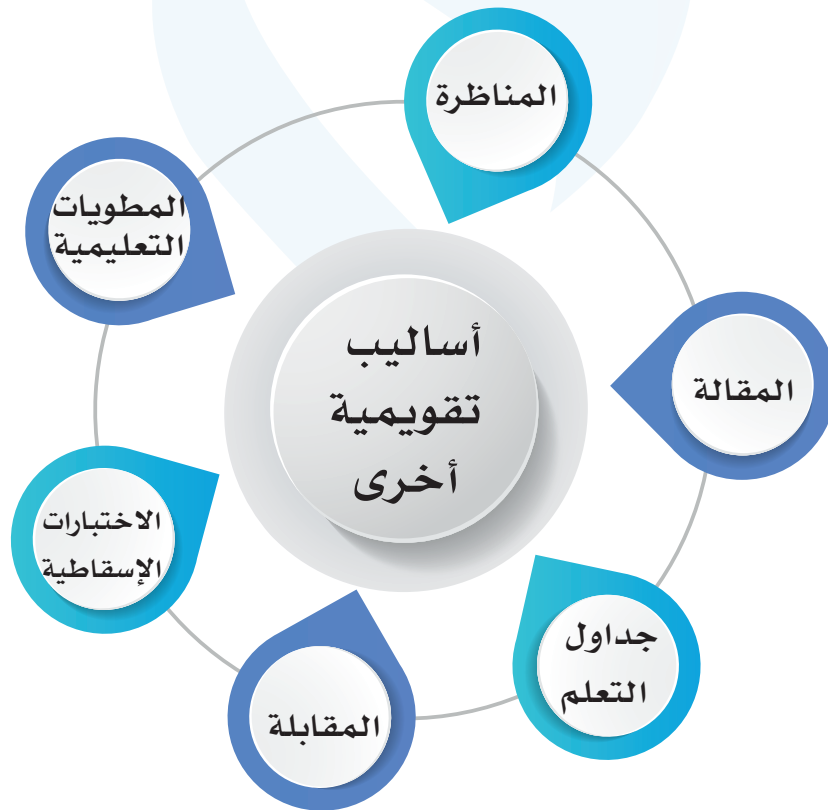 أساليب
تقويمية
أخرى
المناظرة
المقالة
جداول
التعلم
المقابلة
الاختبارات
الإسقاطية
المطويات
التعليمية